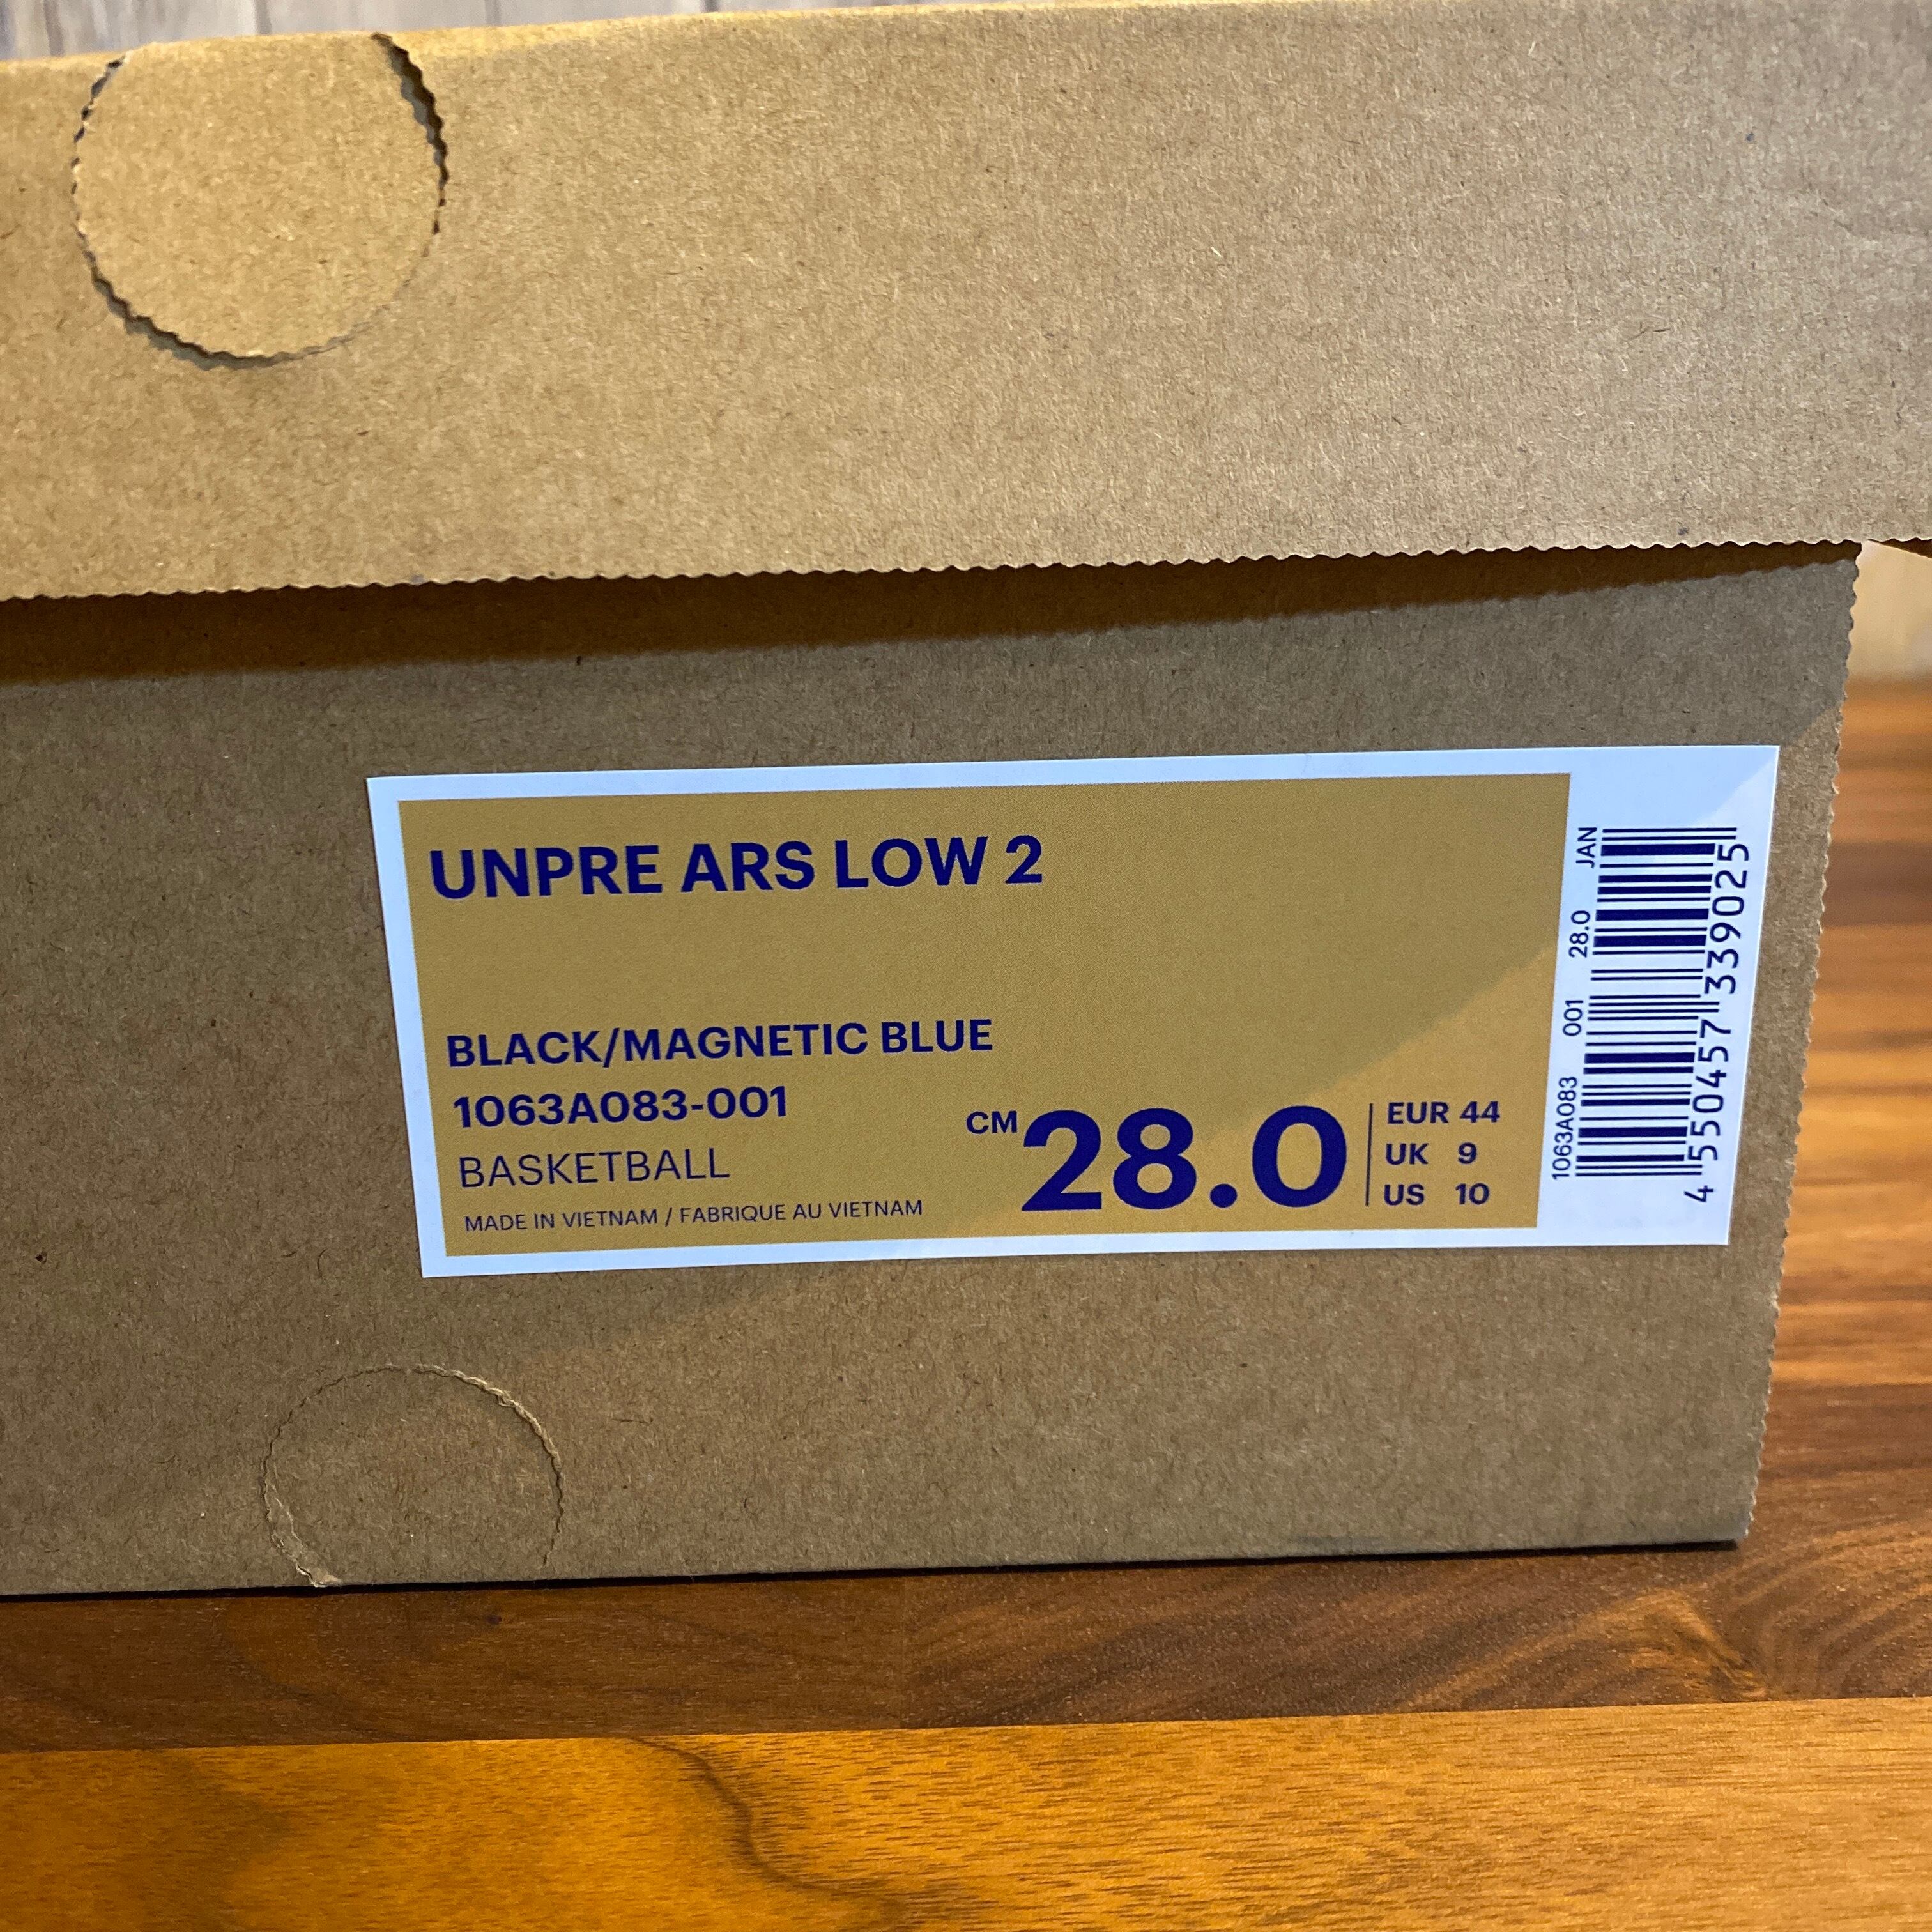 UNPRE ARS LOW 2
BLACK/MAGNETIC BLUE
1063A083-001
BASKETBALL
MADE IN VIETNAM / FABRIQUE AU VIETNAM
CM 28.0
EUR 44
UK 9
US 10
1063A083 001 28.0 JAN
4 550457 339025